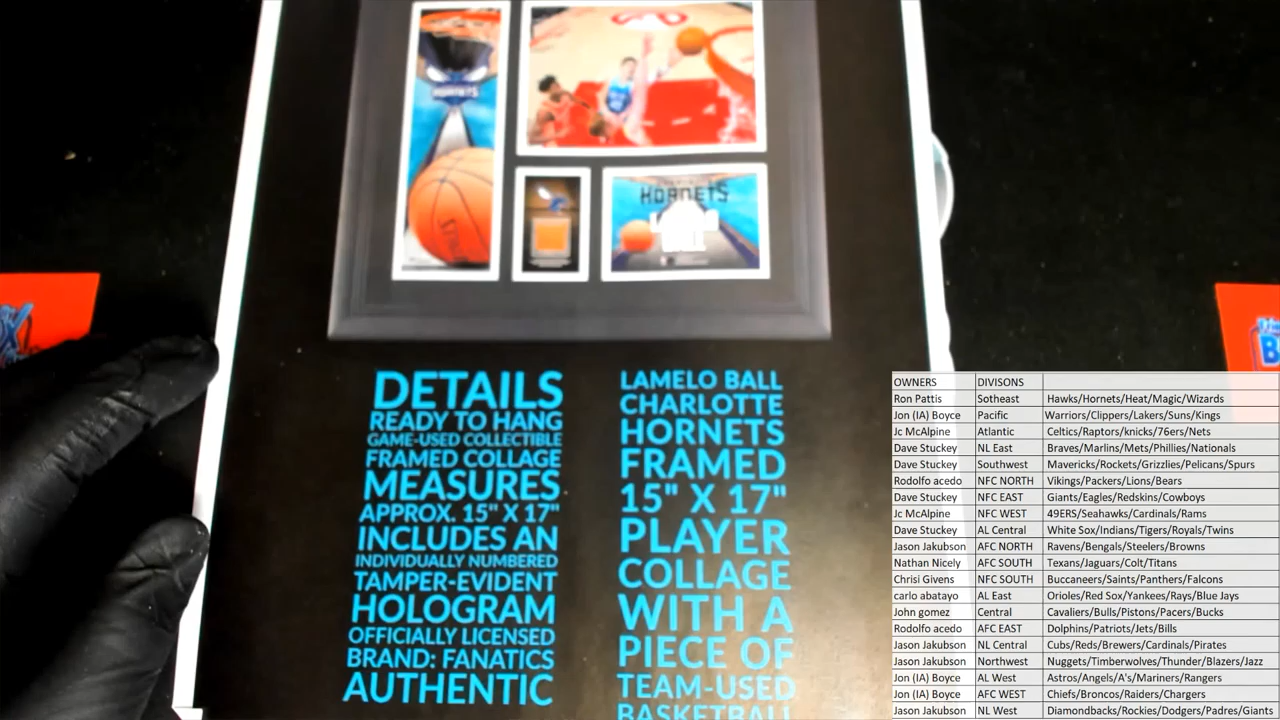 HORNETS
HORNETS
DETAILS
READY TO HANG
GAME-USED COLLECTIBLE
FRAMED COLLAGE
MEASURES
APPROX. 15" X 17"
INCLUDES AN
INDIVIDUALLY NUMBERED
TAMPER-EVIDENT
HOLOGRAM
OFFICIALLY LICENSED
BRAND: FANATICS
AUTHENTIC
LAMELO BALL
CHARLOTTE
HORNETS
FRAMED
15" X 17"
PLAYER
COLLAGE
WITH A
PIECE OF
TEAM-USED
BASKETBALL
OWNERS DIVISONS
Ron Pattis Sotheast Hawks/Hornets/Heat/Magic/Wizards
Jon (IA) Boyce Pacific Warriors/Clippers/Lakers/Suns/Kings
Jc McAlpine Atlantic Celtics/Raptors/knicks/76ers/Nets
Dave Stuckey NL East Braves/Marlins/Mets/Phillies/Nationals
Dave Stuckey Southwest Mavericks/Rockets/Grizzlies/Pelicans/Spurs
Rodolfo acedo NFC NORTH Vikings/Packers/Lions/Bears
Dave Stuckey NFC EAST Giants/Eagles/Redskins/Cowboys
Jc McAlpine NFC WEST 49ERS/Seahawks/Cardinals/Rams
Dave Stuckey AL Central White Sox/Indians/Tigers/Royals/Twins
Jason Jakubson AFC NORTH Ravens/Bengals/Steelers/Browns
Nathan Nicely AFC SOUTH Texans/Jaguars/Colt/Titans
Chrisi Givens NFC SOUTH Buccaneers/Saints/Panthers/Falcons
carlo abatayo AL East Orioles/Red Sox/Yankees/Rays/Blue Jays
John gomez Central Cavaliers/Bulls/Pistons/Pacers/Bucks
Rodolfo acedo AFC EAST Dolphins/Patriots/Jets/Bills
Jason Jakubson NL Central Cubs/Reds/Brewers/Cardinals/Pirates
Jason Jakubson Northwest Nuggets/Timberwolves/Thunder/Blazers/Jazz
Jon (IA) Boyce AL West Astros/Angels/A's/Mariners/Rangers
Jon (IA) Boyce AFC WEST Chiefs/Broncos/Raiders/Chargers
Jason Jakubson NL West Diamondbacks/Rockies/Dodgers/Padres/Giants